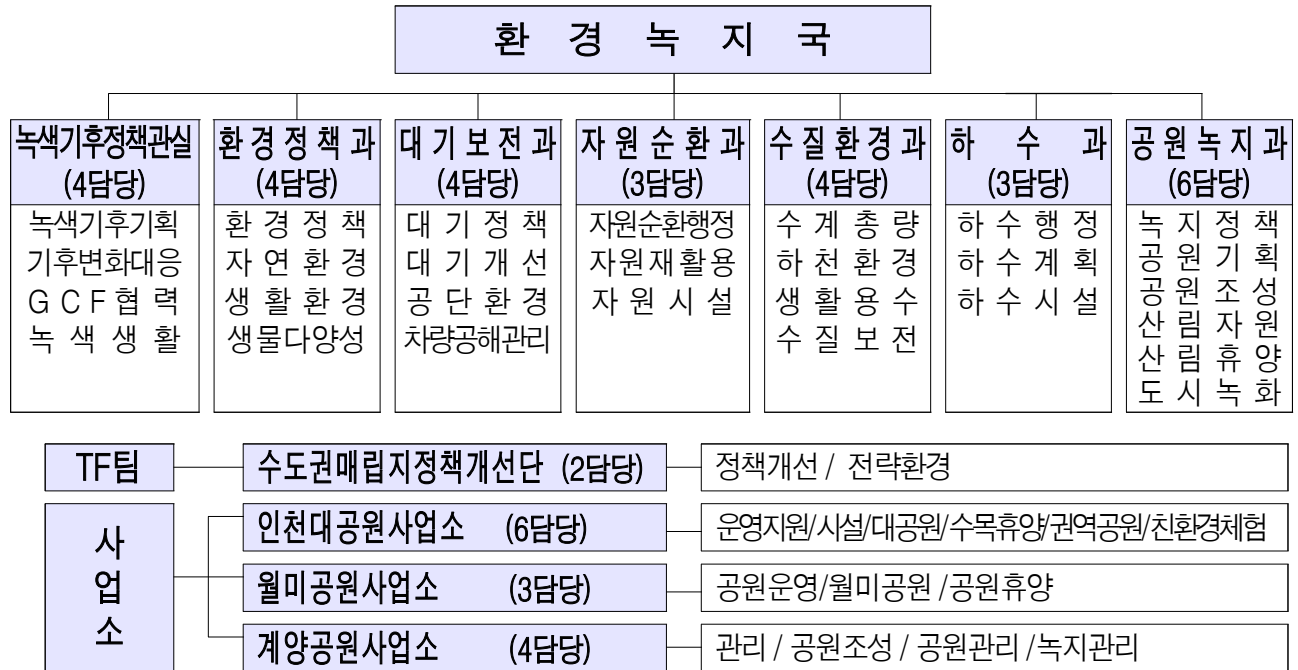 환 경 녹 지 국
녹색기후정책관실
(4담당)
녹색기후기획
기후변화대응
G C F 협 력
녹 색 생 활
환 경 정 책 과
(4담당)
환 경 정 책
자 연 환 경
생 활 환 경
생물다양성
대 기 보 전 과
(4담당)
대 기 정 책
대 기 개 선
공 단 환 경
차량공해관리
자 원 순 환 과
(3담당)
자원순환행정
자원재활용
자 원 시 설
수 질 환 경 과
(4담당)
수 계 총 량
하 천 환 경
생 활 용 수
수 질 보 전
하 수 과
(3담당)
하 수 행 정
하 수 계 획
하 수 시 설
공 원 녹 지 과
(6담당)
녹 지 정 책
공 원 기 획
공 원 조 성
산 림 자 원
산 림 휴 양
도 시 녹 화
TF팀
수도권매립지정책개선단 (2담당)
정책개선 / 전략환경
사
업
소
인천대공원사업소 (6담당)
운영지원/시설/대공원/수목휴양/권역공원/친환경체험
월미공원사업소 (3담당)
공원운영/월미공원 /공원휴양
계양공원사업소 (4담당)
관리 / 공원조성 / 공원관리 /녹지관리